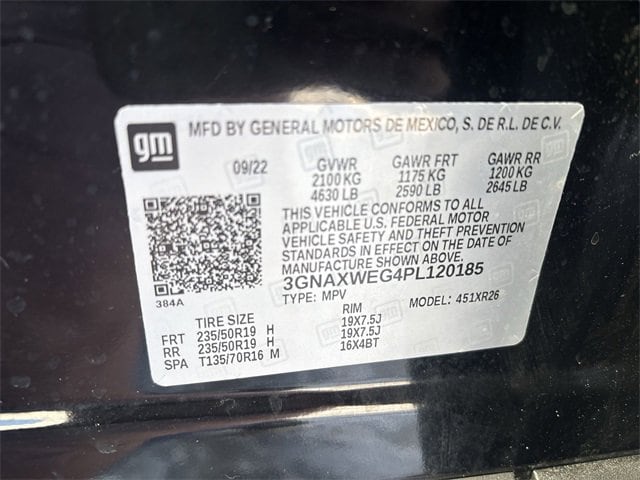 gm MFD BY GENERAL MOTORS DE MEXICO, S. DE R.L. DE C.V.
09/22 GVWR GAWR FRT GAWR RR
2100 KG 1175 KG 1200 KG
4630 LB 2590 LB 2645 LB
THIS VEHICLE CONFORMS TO ALL
APPLICABLE U.S. FEDERAL MOTOR
VEHICLE SAFETY AND THEFT PREVENTION
STANDARDS IN EFFECT ON THE DATE OF
MANUFACTURE SHOWN ABOVE.
3GNAXWEG4PL120185
384A TYPE: MPV MODEL: 451XR26
TIRE SIZE RIM
FRT 235/50R19 H 19X7.5J
RR 235/50R19 H 19X7.5J
SPA T135/70R16 M 16X4BT